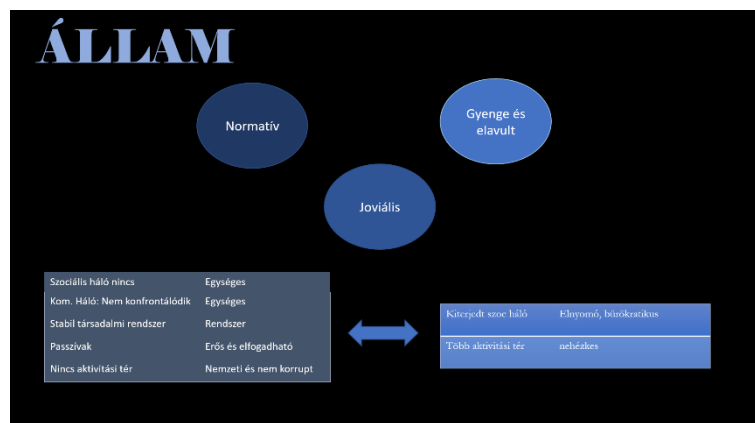 ÁLLAM
Normatív
Gyenge és
elavult
Joviális
Szociális háló nincs Egységes
Kom. Háló: Nem konfrontálódik Egységes
Stabil társadalmi rendszer Rendszer
Passzívak Erős és elfogadható
Nincs aktivitási tér Nemzeti és nem korrupt
Kiterjedt szoc háló Elnyomó, bürökratikus
Több aktivitási tér nehézkes